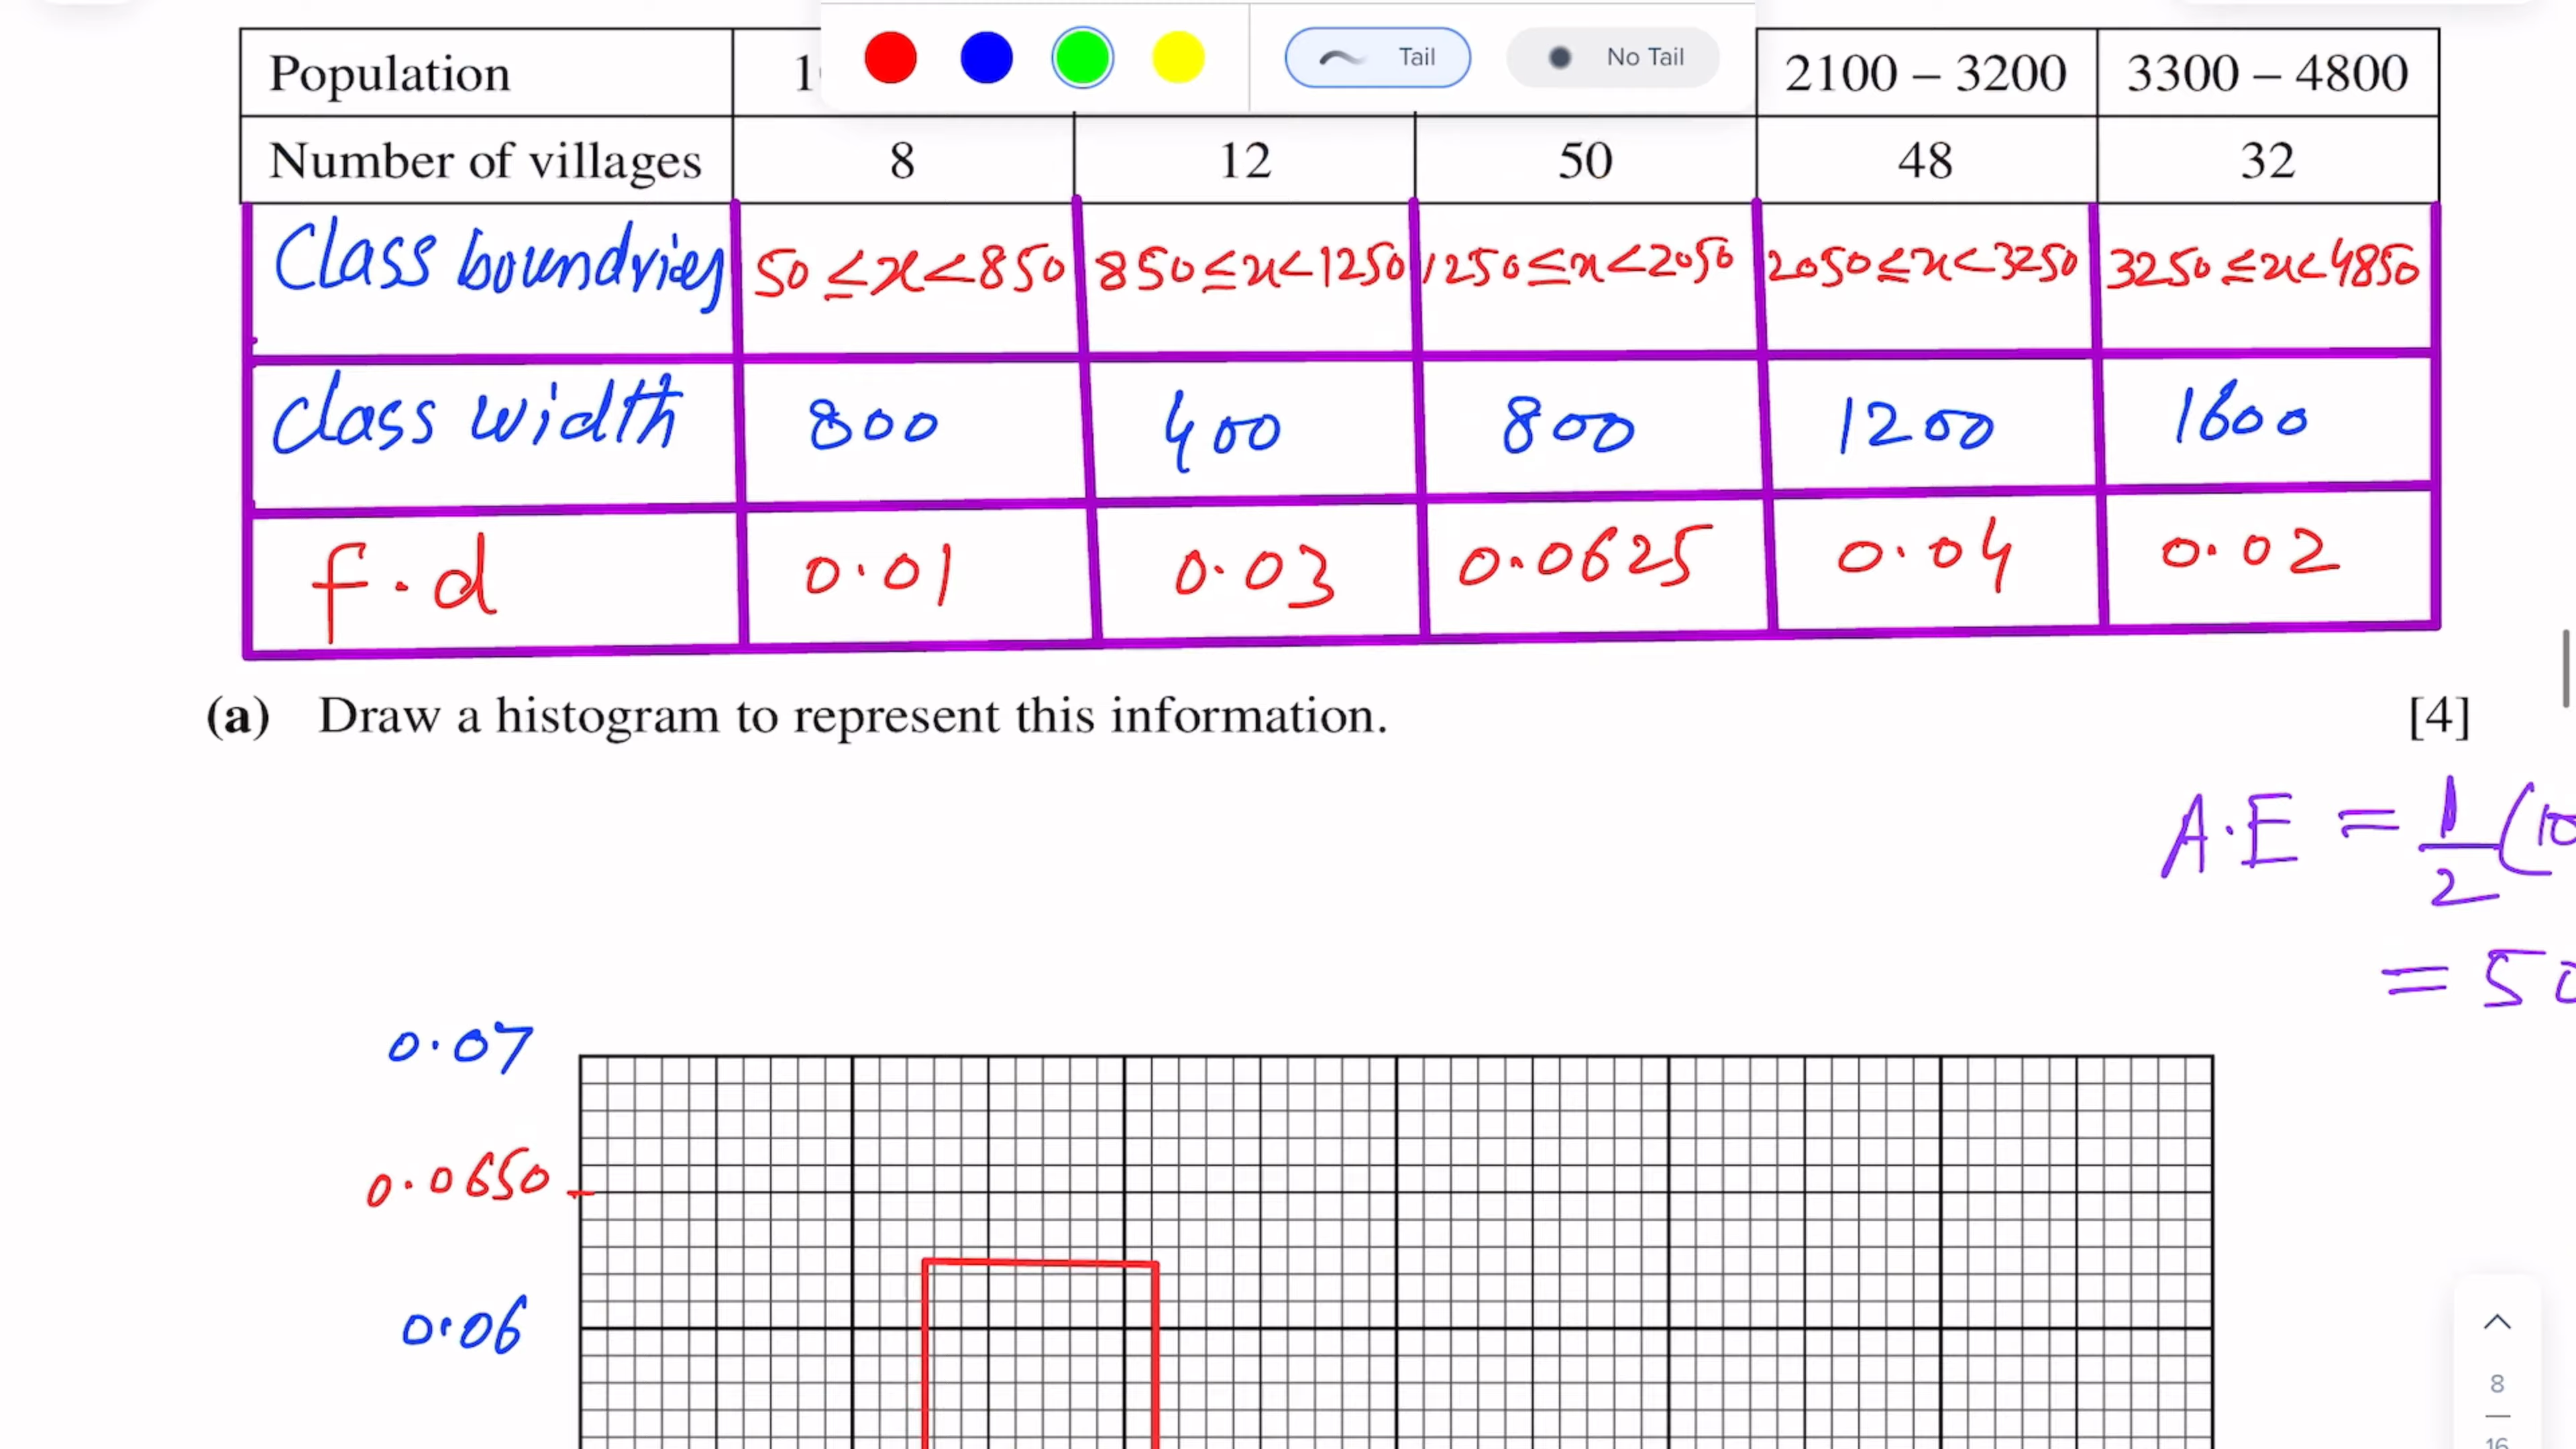 Tail No Tail
Population 2100 – 3200 3300 – 4800
Number of villages 8 12 50 48 32
Class boundries 50 ≤ x < 850 850 ≤ x < 1250 1250 ≤ x < 2050 2050 ≤ x < 3250 3250 ≤ x < 4850
class width 800 400 800 1200 1600
f.d 0.01 0.03 0.0625 0.04 0.02
(a) Draw a histogram to represent this information. [4]
A.E = 1/2 (10
= 50
0.07
0.0650
0.06
8
16